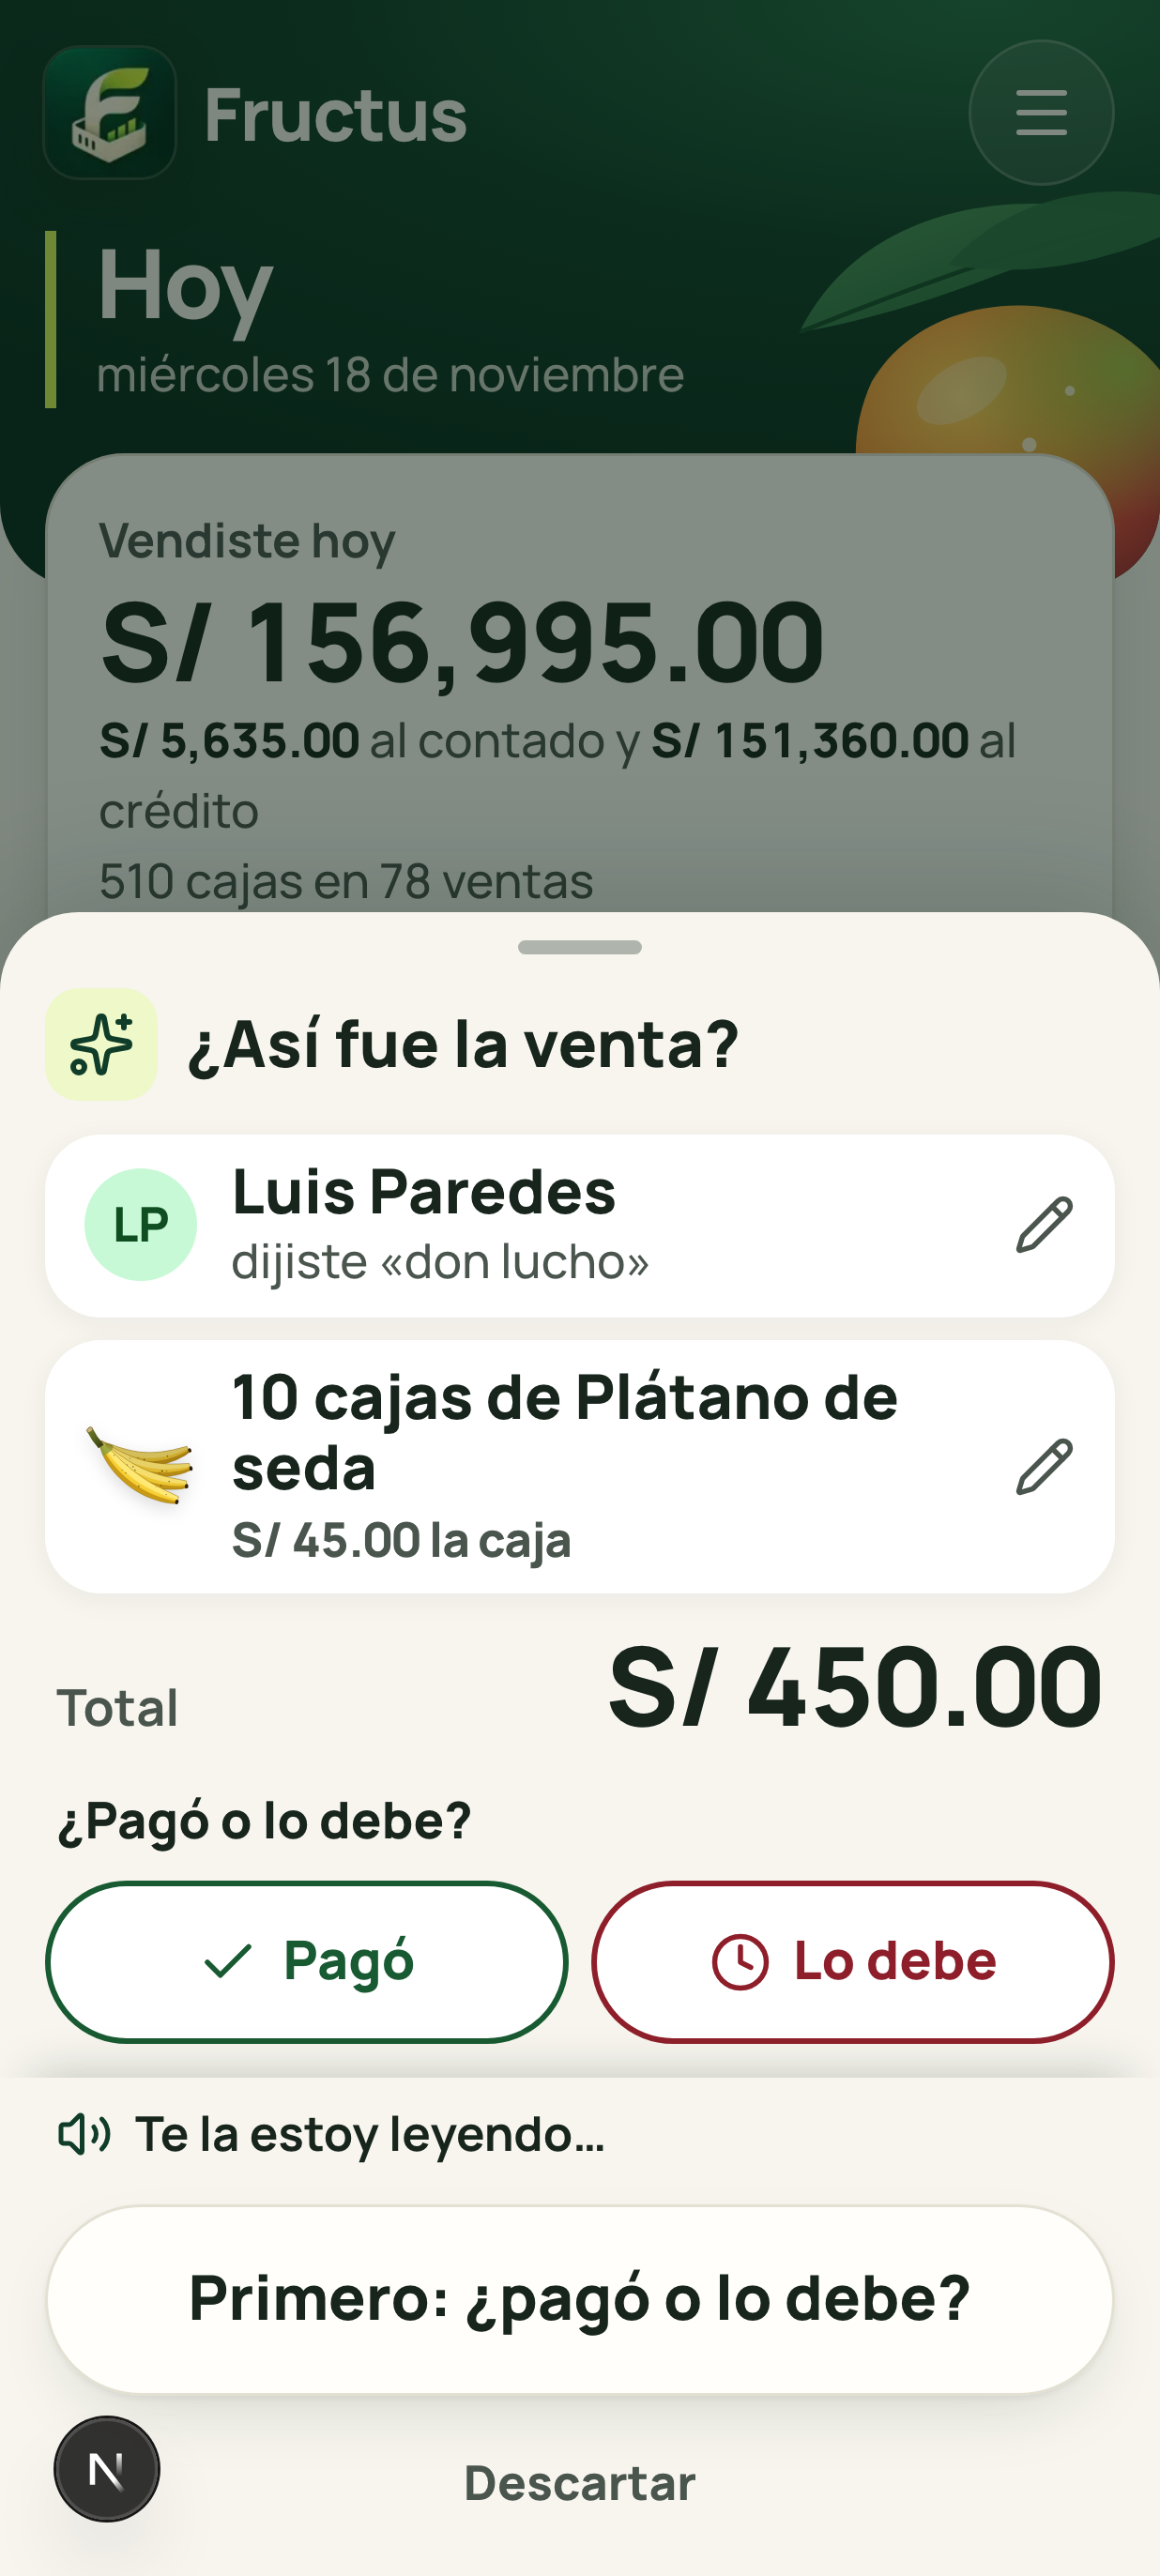 Fructus
Hoy
miércoles 18 de noviembre
Vendiste hoy
S/ 156,995.00
S/ 5,635.00 al contado y S/ 151,360.00 al
crédito
510 cajas en 78 ventas
¿Así fue la venta?
LP
Luis Paredes
dijiste «don lucho»
10 cajas de Plátano de
seda
S/ 45.00 la caja
Total
S/ 450.00
¿Pagó o lo debe?
Pagó
Lo debe
Te la estoy leyendo...
Primero: ¿pagó o lo debe?
N
Descartar